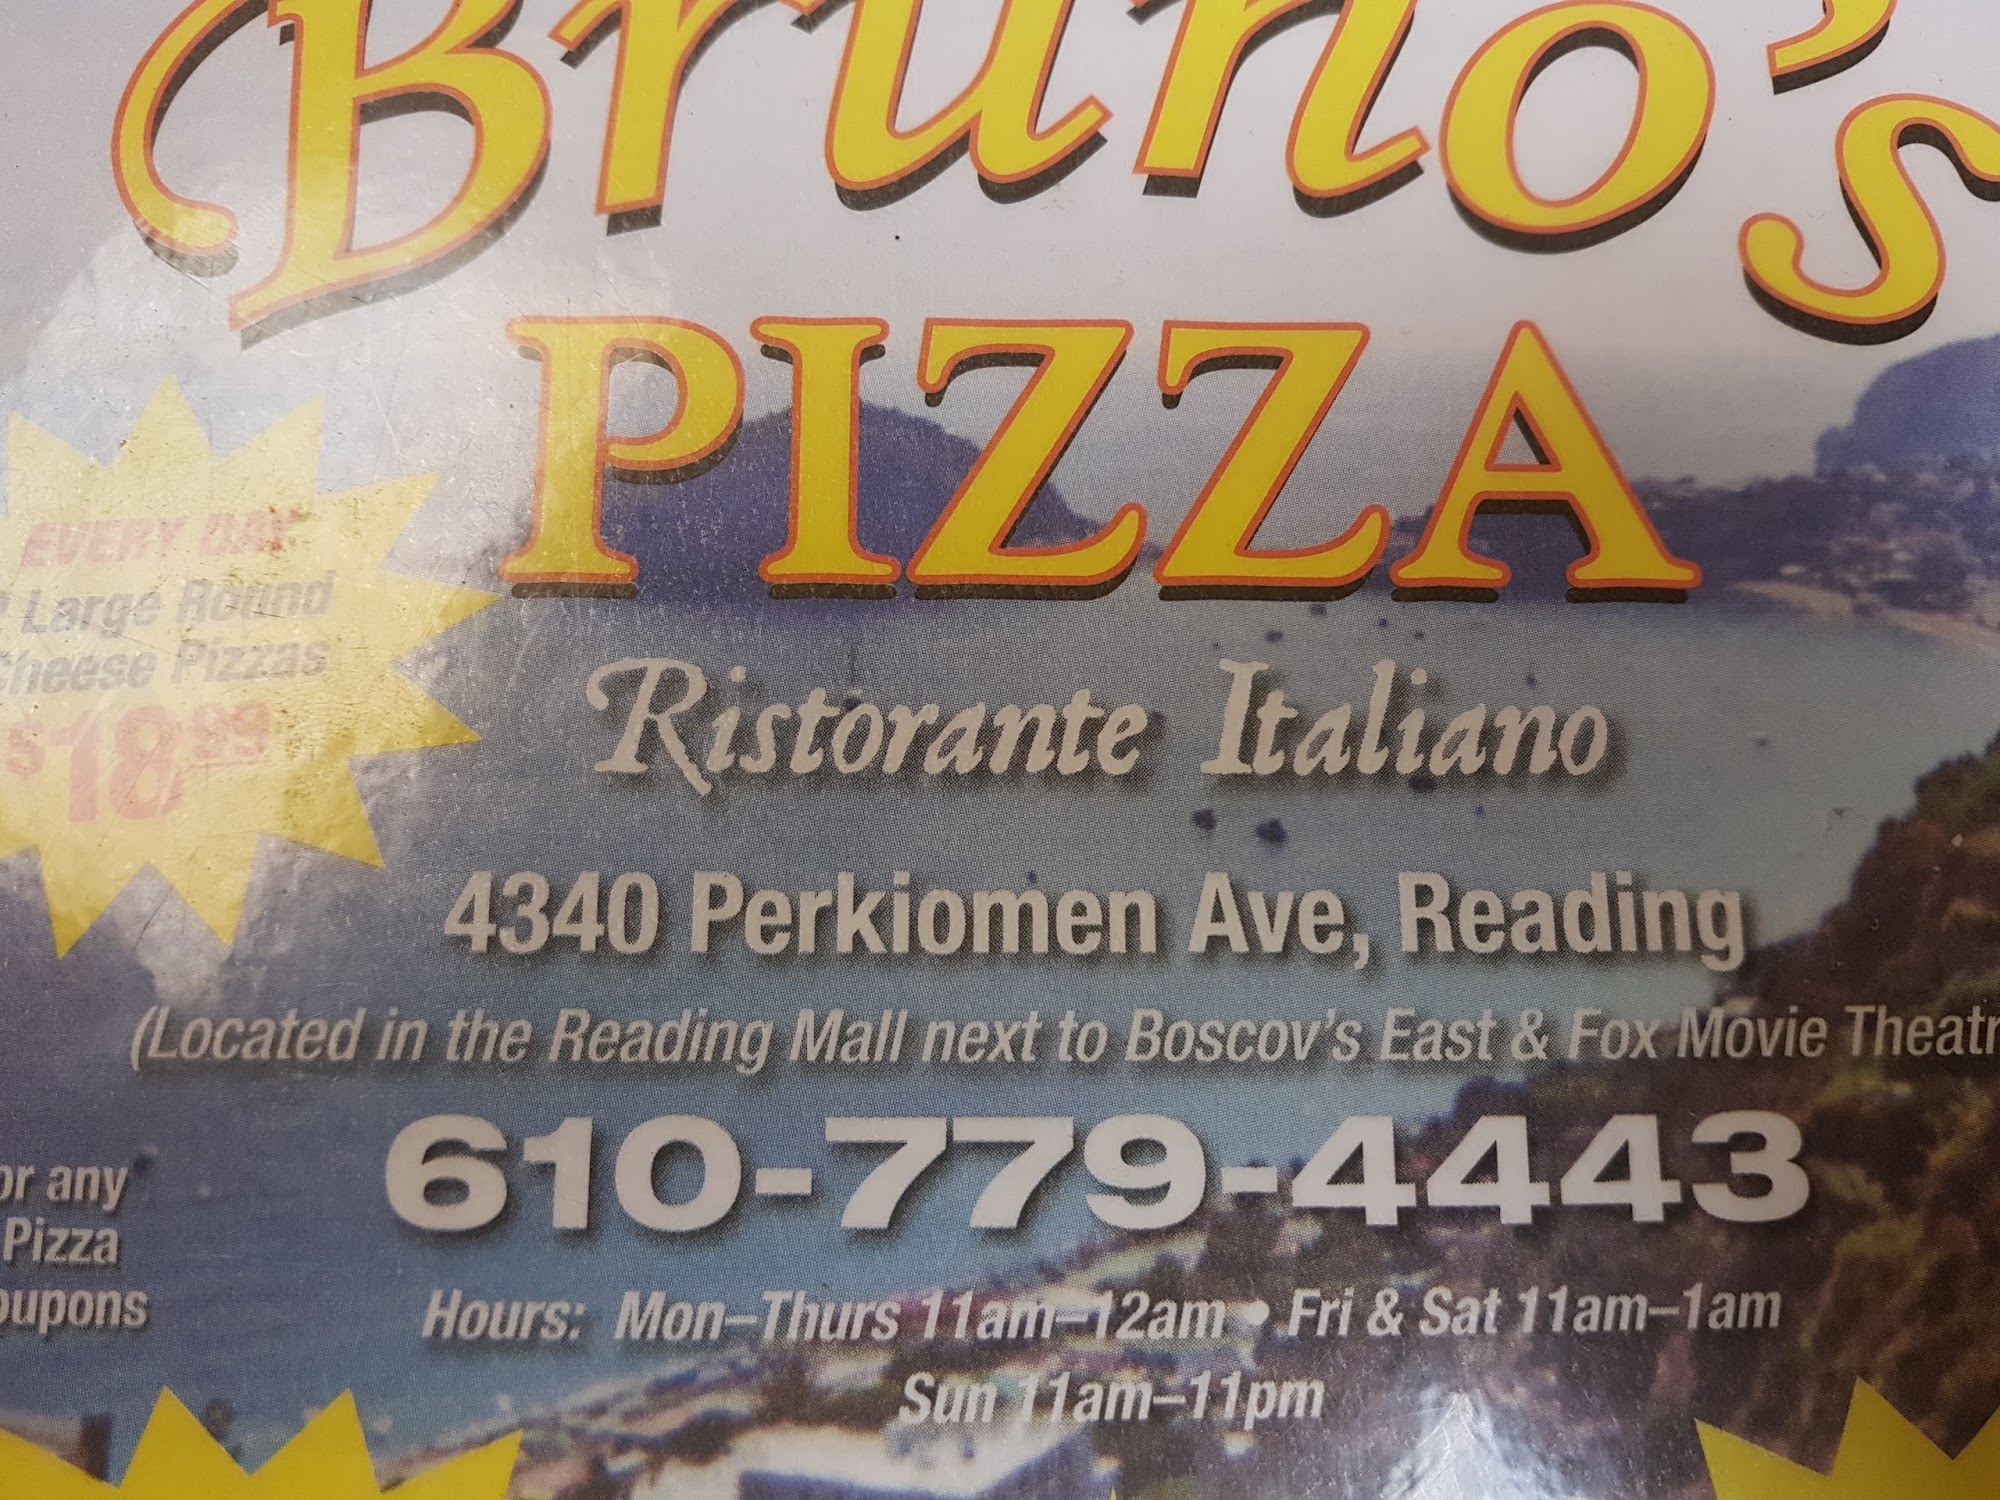 Bruno's
PIZZA
EVERY DAY
Large Round
Cheese Pizzas
$18.99
Ristorante Italiano
4340 Perkiomen Ave, Reading
(Located in the Reading Mall next to Boscov's East & Fox Movie Theatr
610-779-4443
or any
Pizza
oupons
Hours: Mon–Thurs 11am–12am • Fri & Sat 11am–1am
Sun 11am–11pm